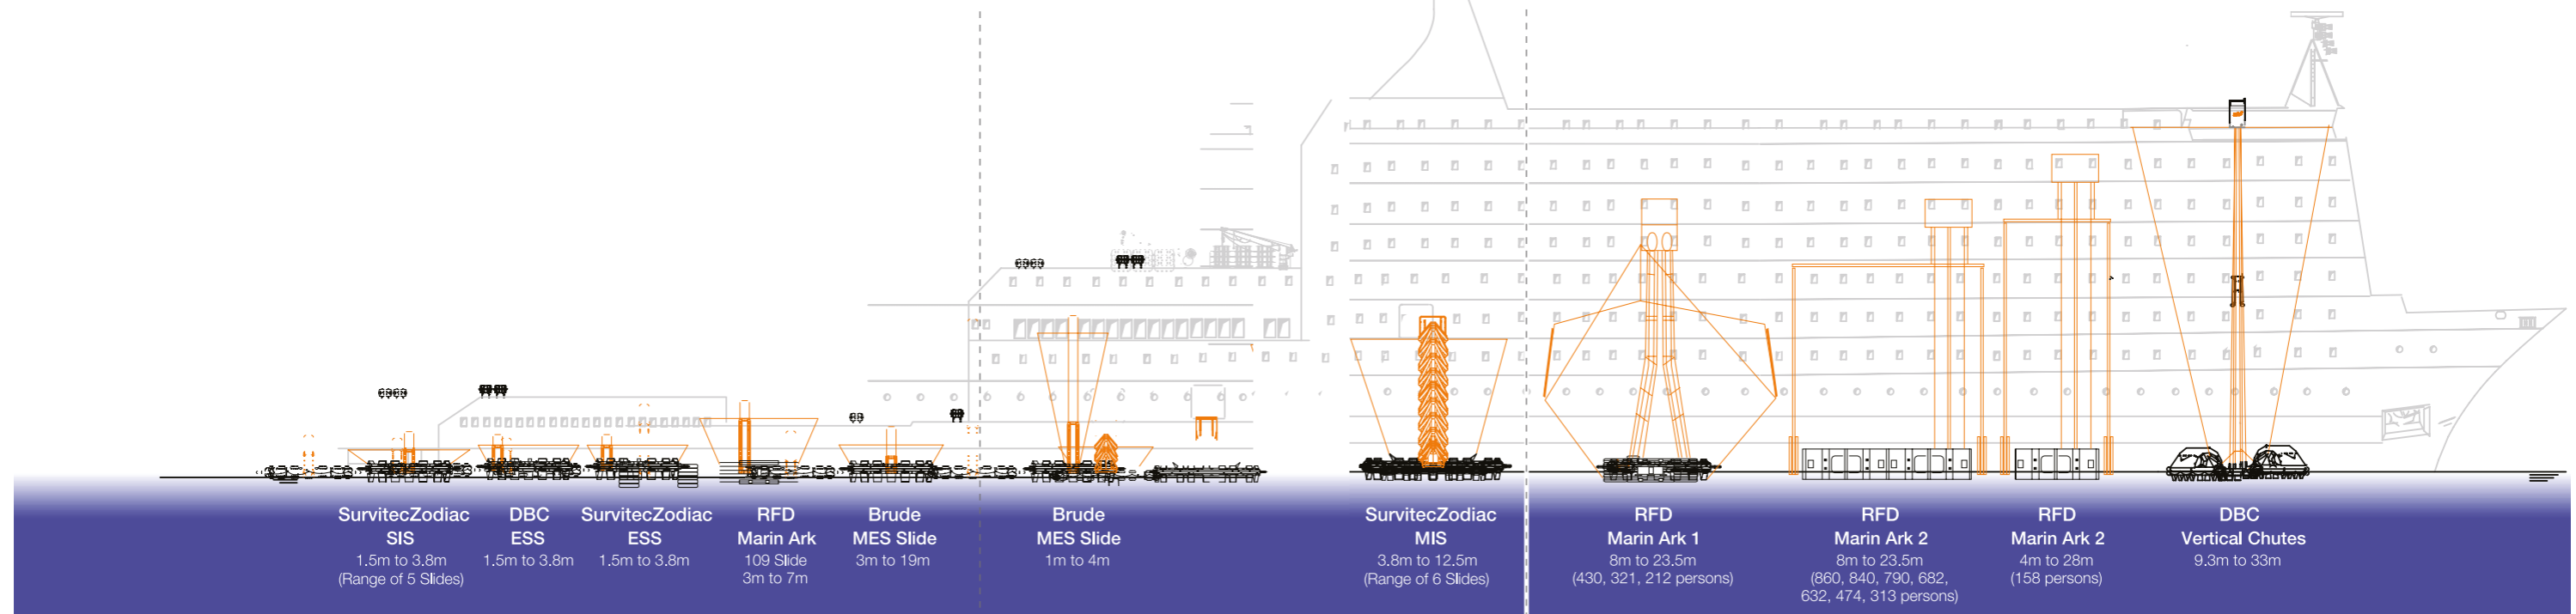 SurvitecZodiac
SIS
1.5m to 3.8m
(Range of 5 Slides)
DBC
ESS
1.5m to 3.8m
SurvitecZodiac
ESS
1.5m to 3.8m
RFD
Marin Ark
109 Slide
3m to 7m
Brude
MES Slide
3m to 19m
Brude
MES Slide
1m to 4m
SurvitecZodiac
MIS
3.8m to 12.5m
(Range of 6 Slides)
RFD
Marin Ark 1
8m to 23.5m
(430, 321, 212 persons)
RFD
Marin Ark 2
8m to 23.5m
(860, 840, 790, 682,
632, 474, 313 persons)
RFD
Marin Ark 2
4m to 28m
(158 persons)
DBC
Vertical Chutes
9.3m to 33m